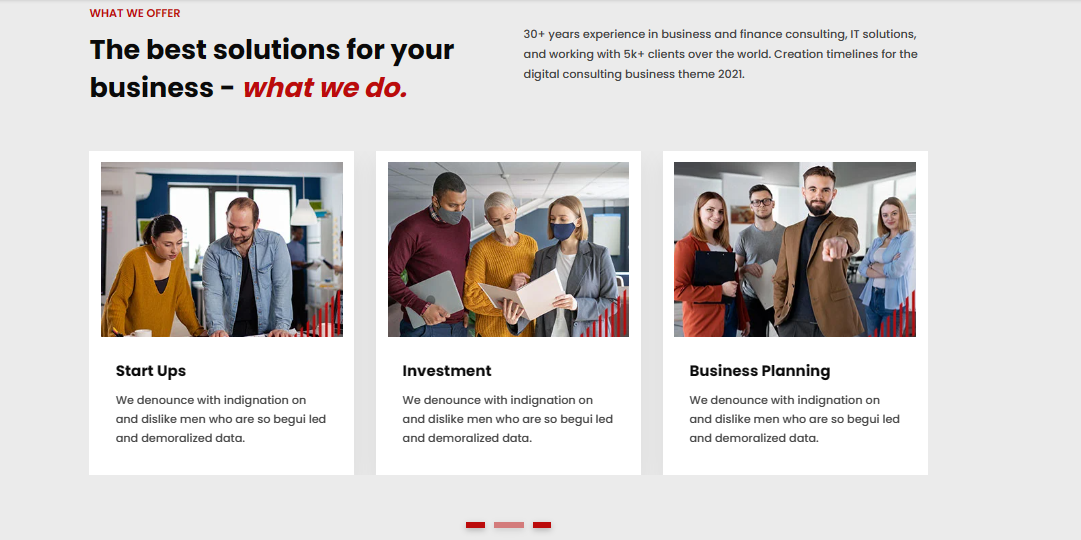 WHAT WE OFFER
The best solutions for your
business - what we do.
30+ years experience in business and finance consulting, IT solutions,
and working with 5k+ clients over the world. Creation timelines for the
digital consulting business theme 2021.
Start Ups
We denounce with indignation on
and dislike men who are so begui led
and demoralized data.
Investment
We denounce with indignation on
and dislike men who are so begui led
and demoralized data.
Business Planning
We denounce with indignation on
and dislike men who are so begui led
and demoralized data.